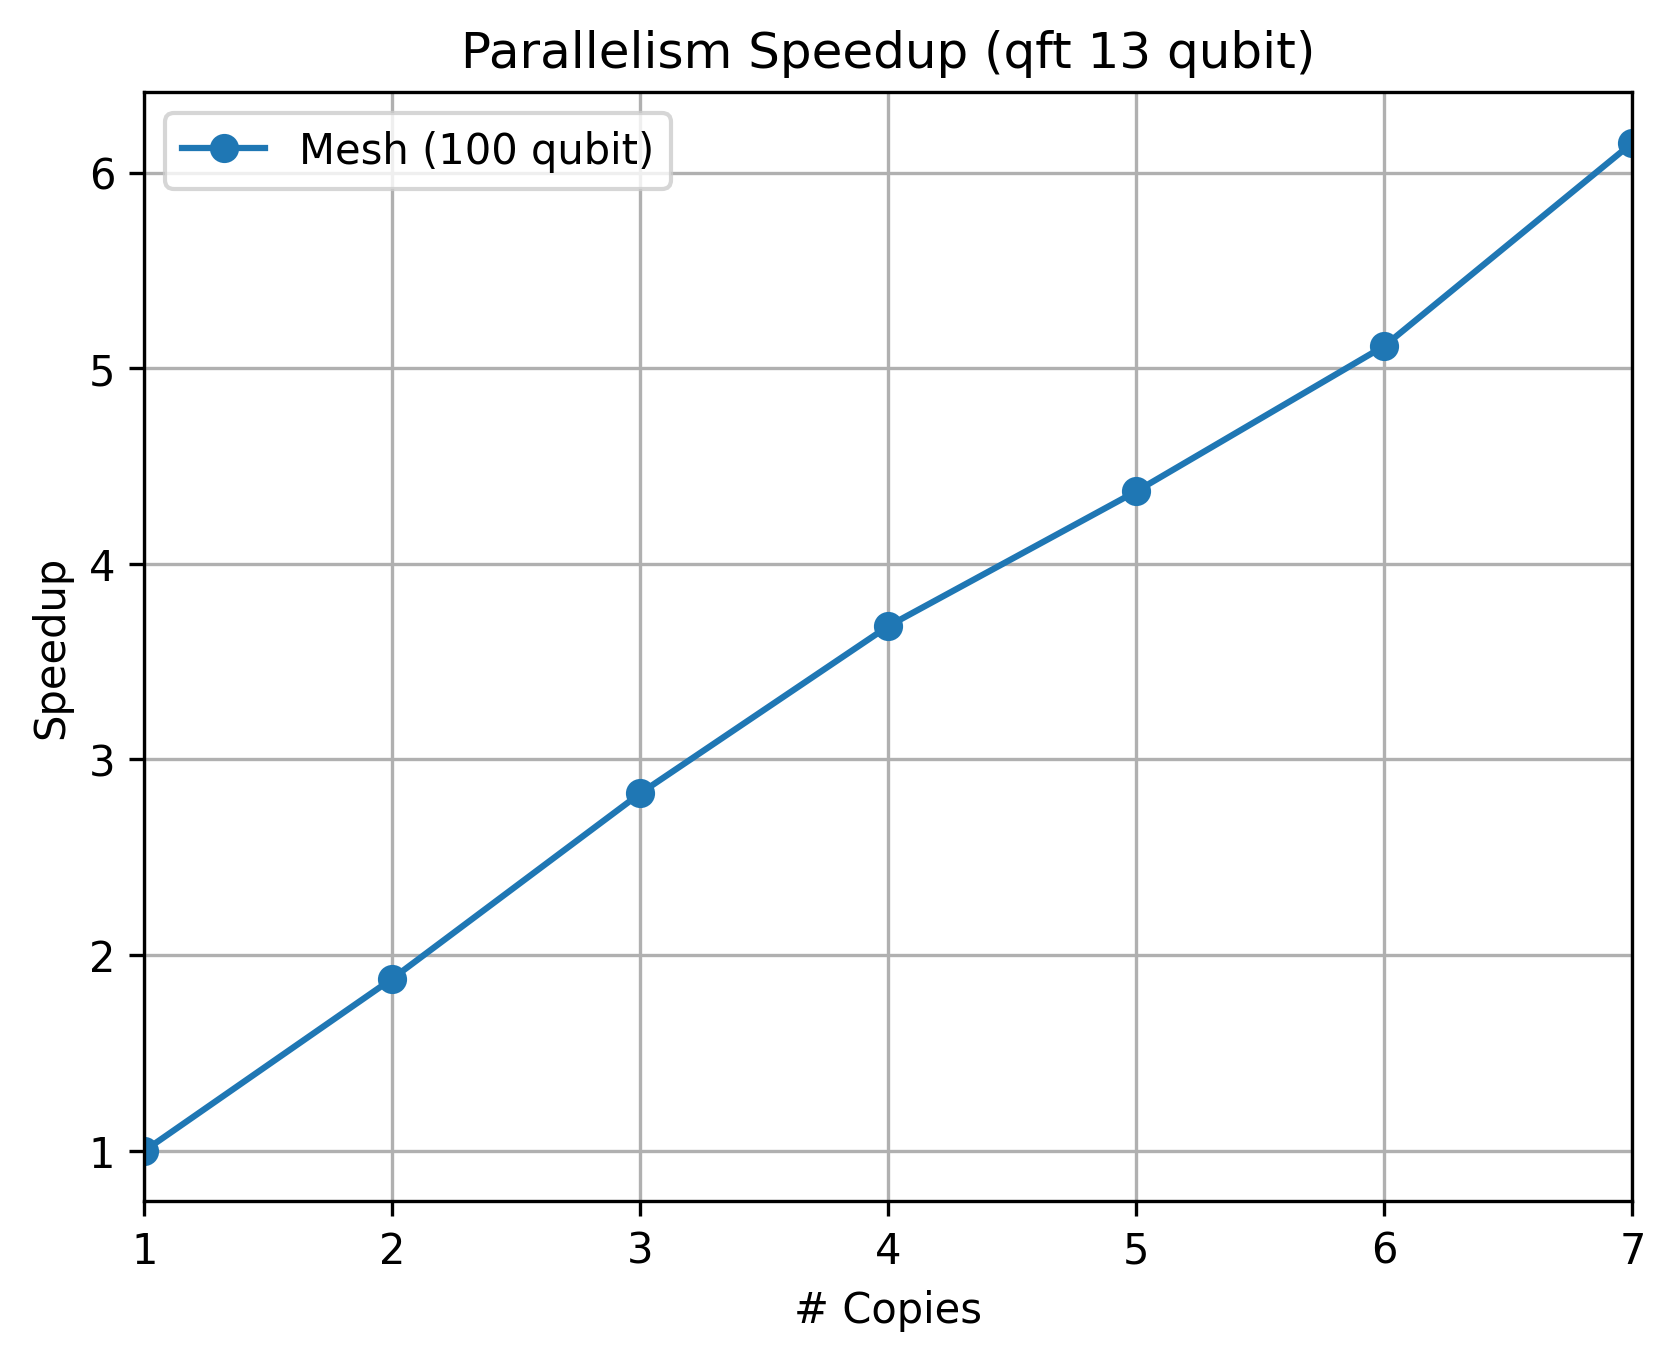 Parallelism Speedup (qft 13 qubit)
Mesh (100 qubit)
6
5
4
3
2
1
Speedup
1 2 3 4 5 6 7
# Copies